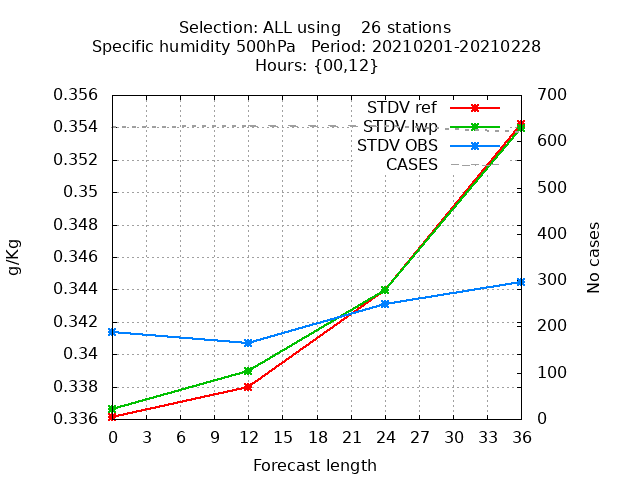 Selection: ALL using    26 stations
Specific humidity 500hPa   Period: 20210201-20210228
Hours: {00,12}
0.356
0.354
0.352
0.35
0.348
0.346
0.344
0.342
0.34
0.338
0.336
g/Kg
STDV ref
STDV lwp
STDV OBS
CASES
700
600
500
400
300
200
100
0
No cases
0 3 6 9 12 15 18 21 24 27 30 33 36
Forecast length